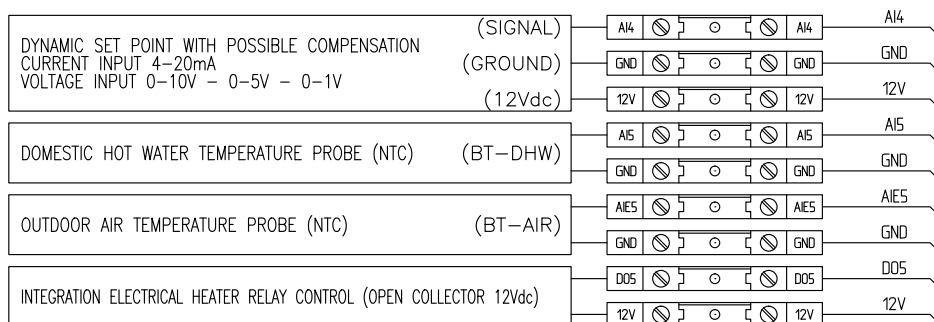 DYNAMIC SET POINT WITH POSSIBLE COMPENSATION
CURRENT INPUT 4-20mA
VOLTAGE INPUT 0-10V - 0-5V - 0-1V
(SIGNAL) AI4 AI4 AI4
(GROUND) GND GND GND
(12Vdc) 12V 12V 12V
DOMESTIC HOT WATER TEMPERATURE PROBE (NTC) (BT-DHW)
AI5 AI5 AI5
GND GND GND
OUTDOOR AIR TEMPERATURE PROBE (NTC) (BT-AIR)
AIE5 AIE5 AIE5
GND GND GND
INTEGRATION ELECTRICAL HEATER RELAY CONTROL (OPEN COLLECTOR 12Vdc)
DO5 DO5 DO5
12V 12V 12V